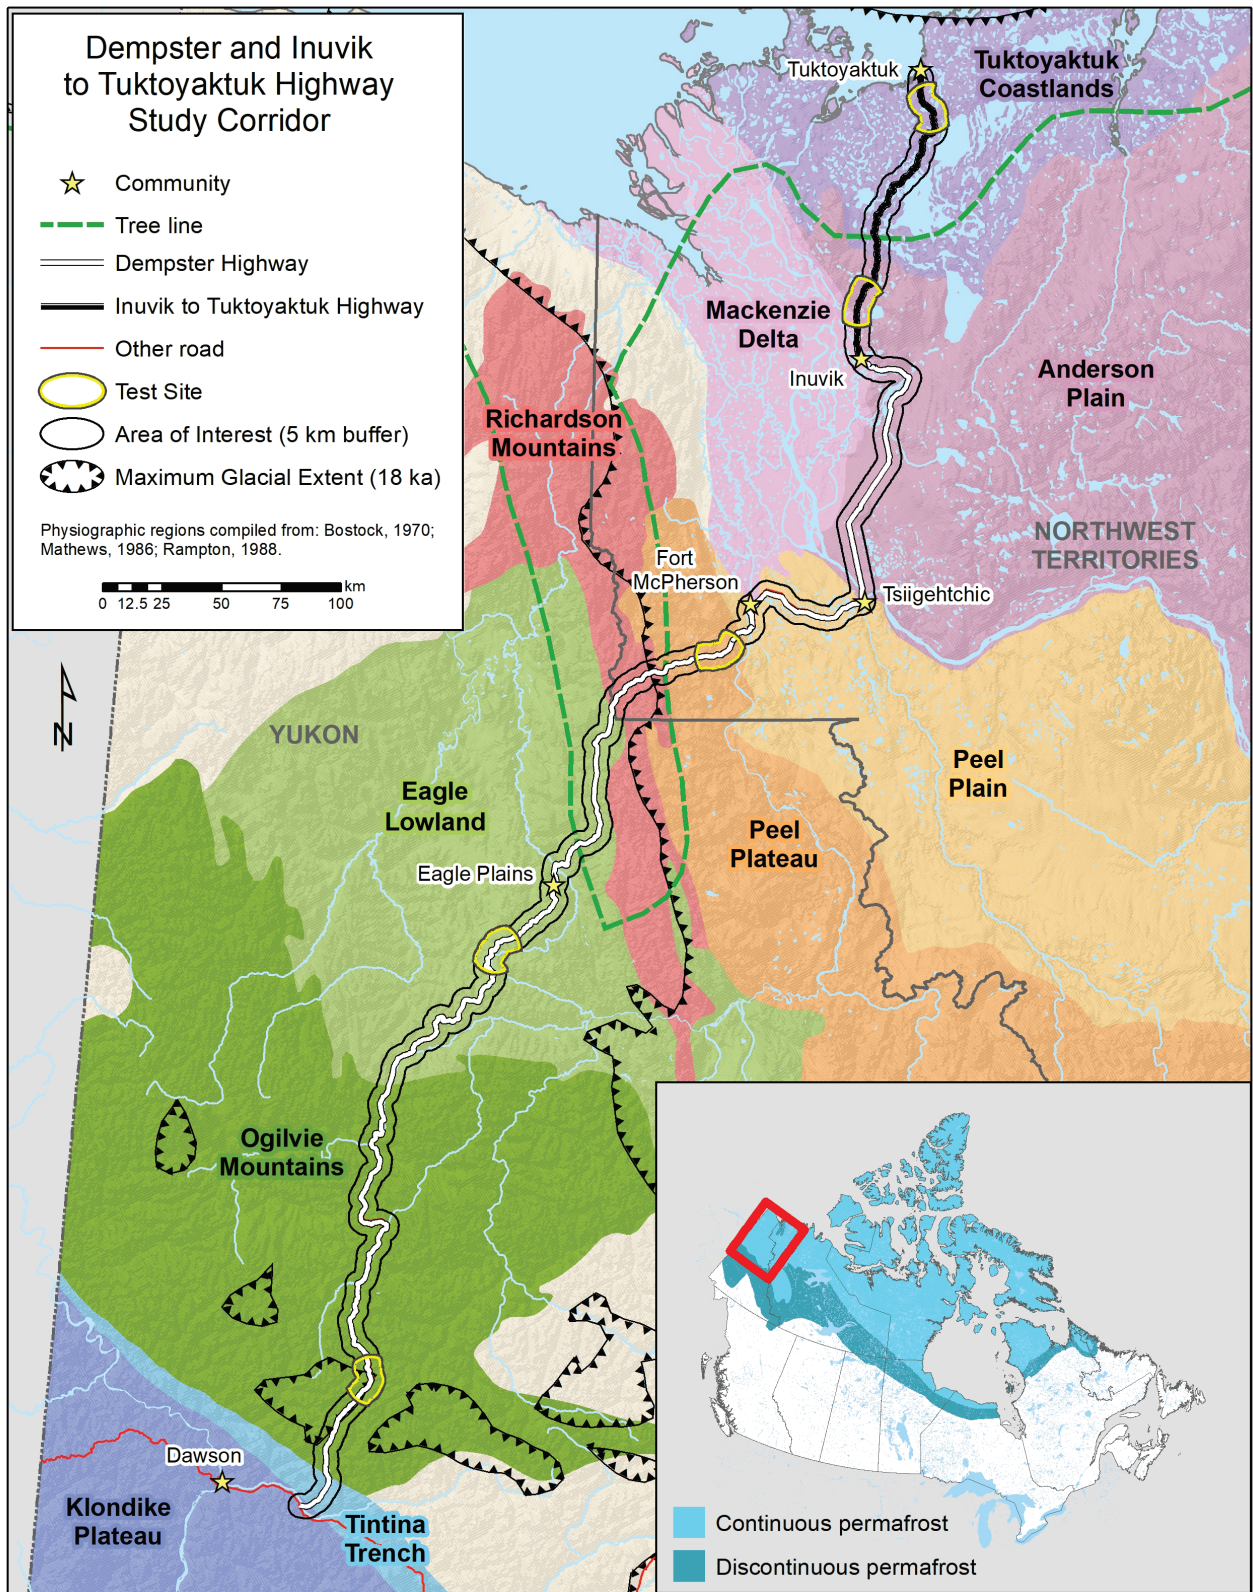 Dempster and Inuvik
to Tuktoyaktuk Highway
Study Corridor
Community
Tree line
Dempster Highway
Inuvik to Tuktoyaktuk Highway
Other road
Test Site
Area of Interest (5 km buffer)
Maximum Glacial Extent (18 ka)
Physiographic regions compiled from: Bostock, 1970;
Mathews, 1986; Rampton, 1988.
km
0 12.5 25 50 75 100
N
Tuktoyaktuk
Tuktoyaktuk
Coastlands
Mackenzie
Delta
Inuvik
Anderson
Plain
Richardson
Mountains
NORTHWEST
TERRITORIES
Fort
McPherson
Tsiigehtchic
YUKON
Eagle
Lowland
Peel
Plain
Peel
Plateau
Eagle Plains
Ogilvie
Mountains
Dawson
Klondike
Plateau
Tintina
Trench
Continuous permafrost
Discontinuous permafrost